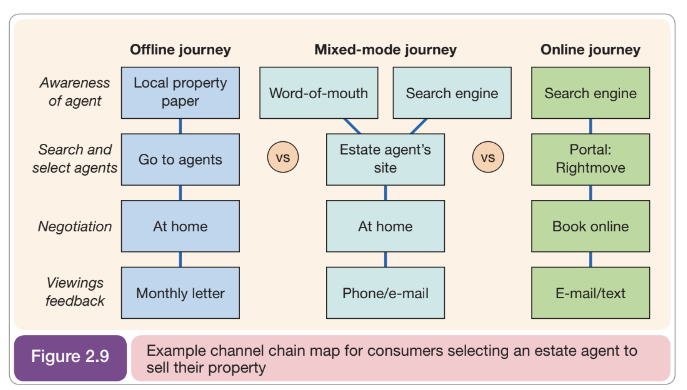 Offline journey
Mixed-mode journey
Online journey
Awareness
of agent
Local property
paper
Word-of-mouth
Search engine
Search engine
Search and
select agents
Go to agents
vs
Estate agent's
site
vs
Portal:
Rightmove
Negotiation
At home
At home
Book online
Viewings
feedback
Monthly letter
Phone/e-mail
E-mail/text
Figure 2.9
Example channel chain map for consumers selecting an estate agent to
sell their property